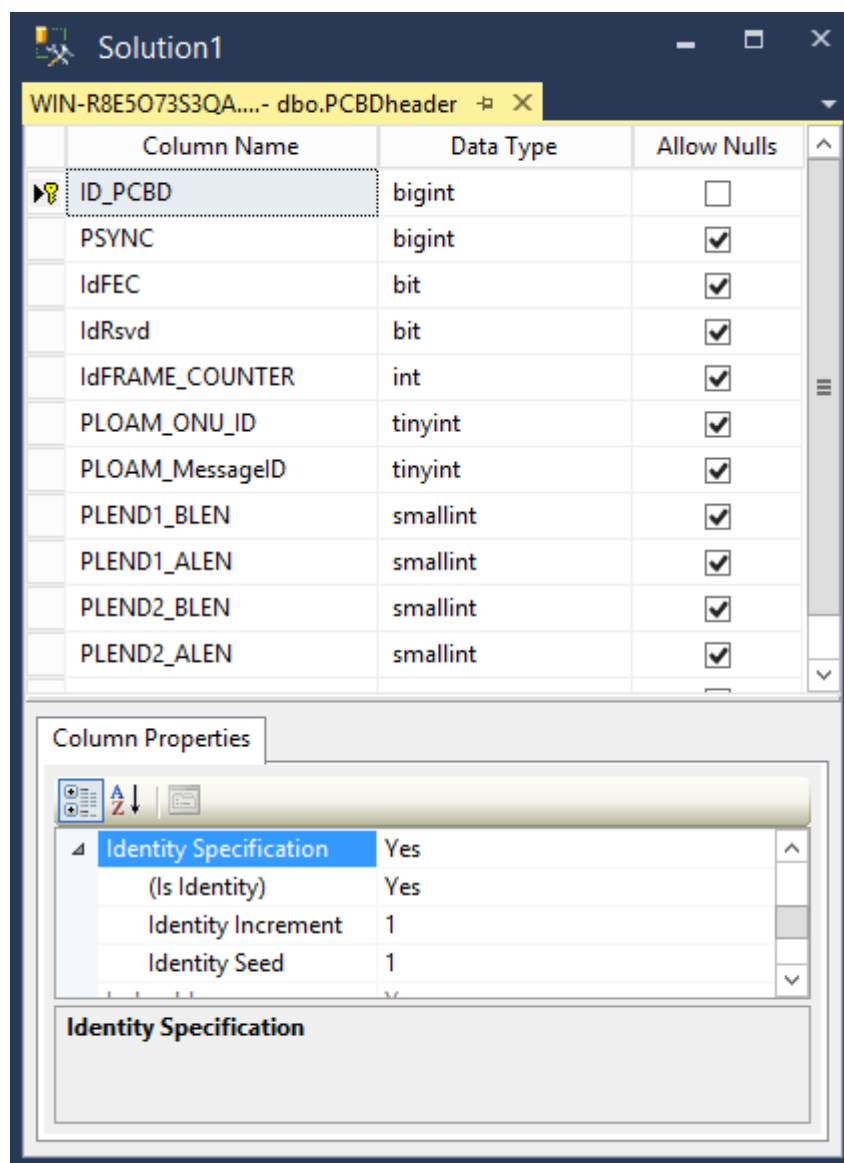 Solution1
WIN-R8E5O73S3QA....- dbo.PCBDheader
Column Name Data Type Allow Nulls
ID_PCBD bigint
PSYNC bigint
IdFEC bit
IdRsvd bit
IdFRAME_COUNTER int
PLOAM_ONU_ID tinyint
PLOAM_MessageID tinyint
PLEND1_BLEN smallint
PLEND1_ALEN smallint
PLEND2_BLEN smallint
PLEND2_ALEN smallint
Column Properties
Identity Specification Yes
(Is Identity) Yes
Identity Increment 1
Identity Seed 1
Identity Specification